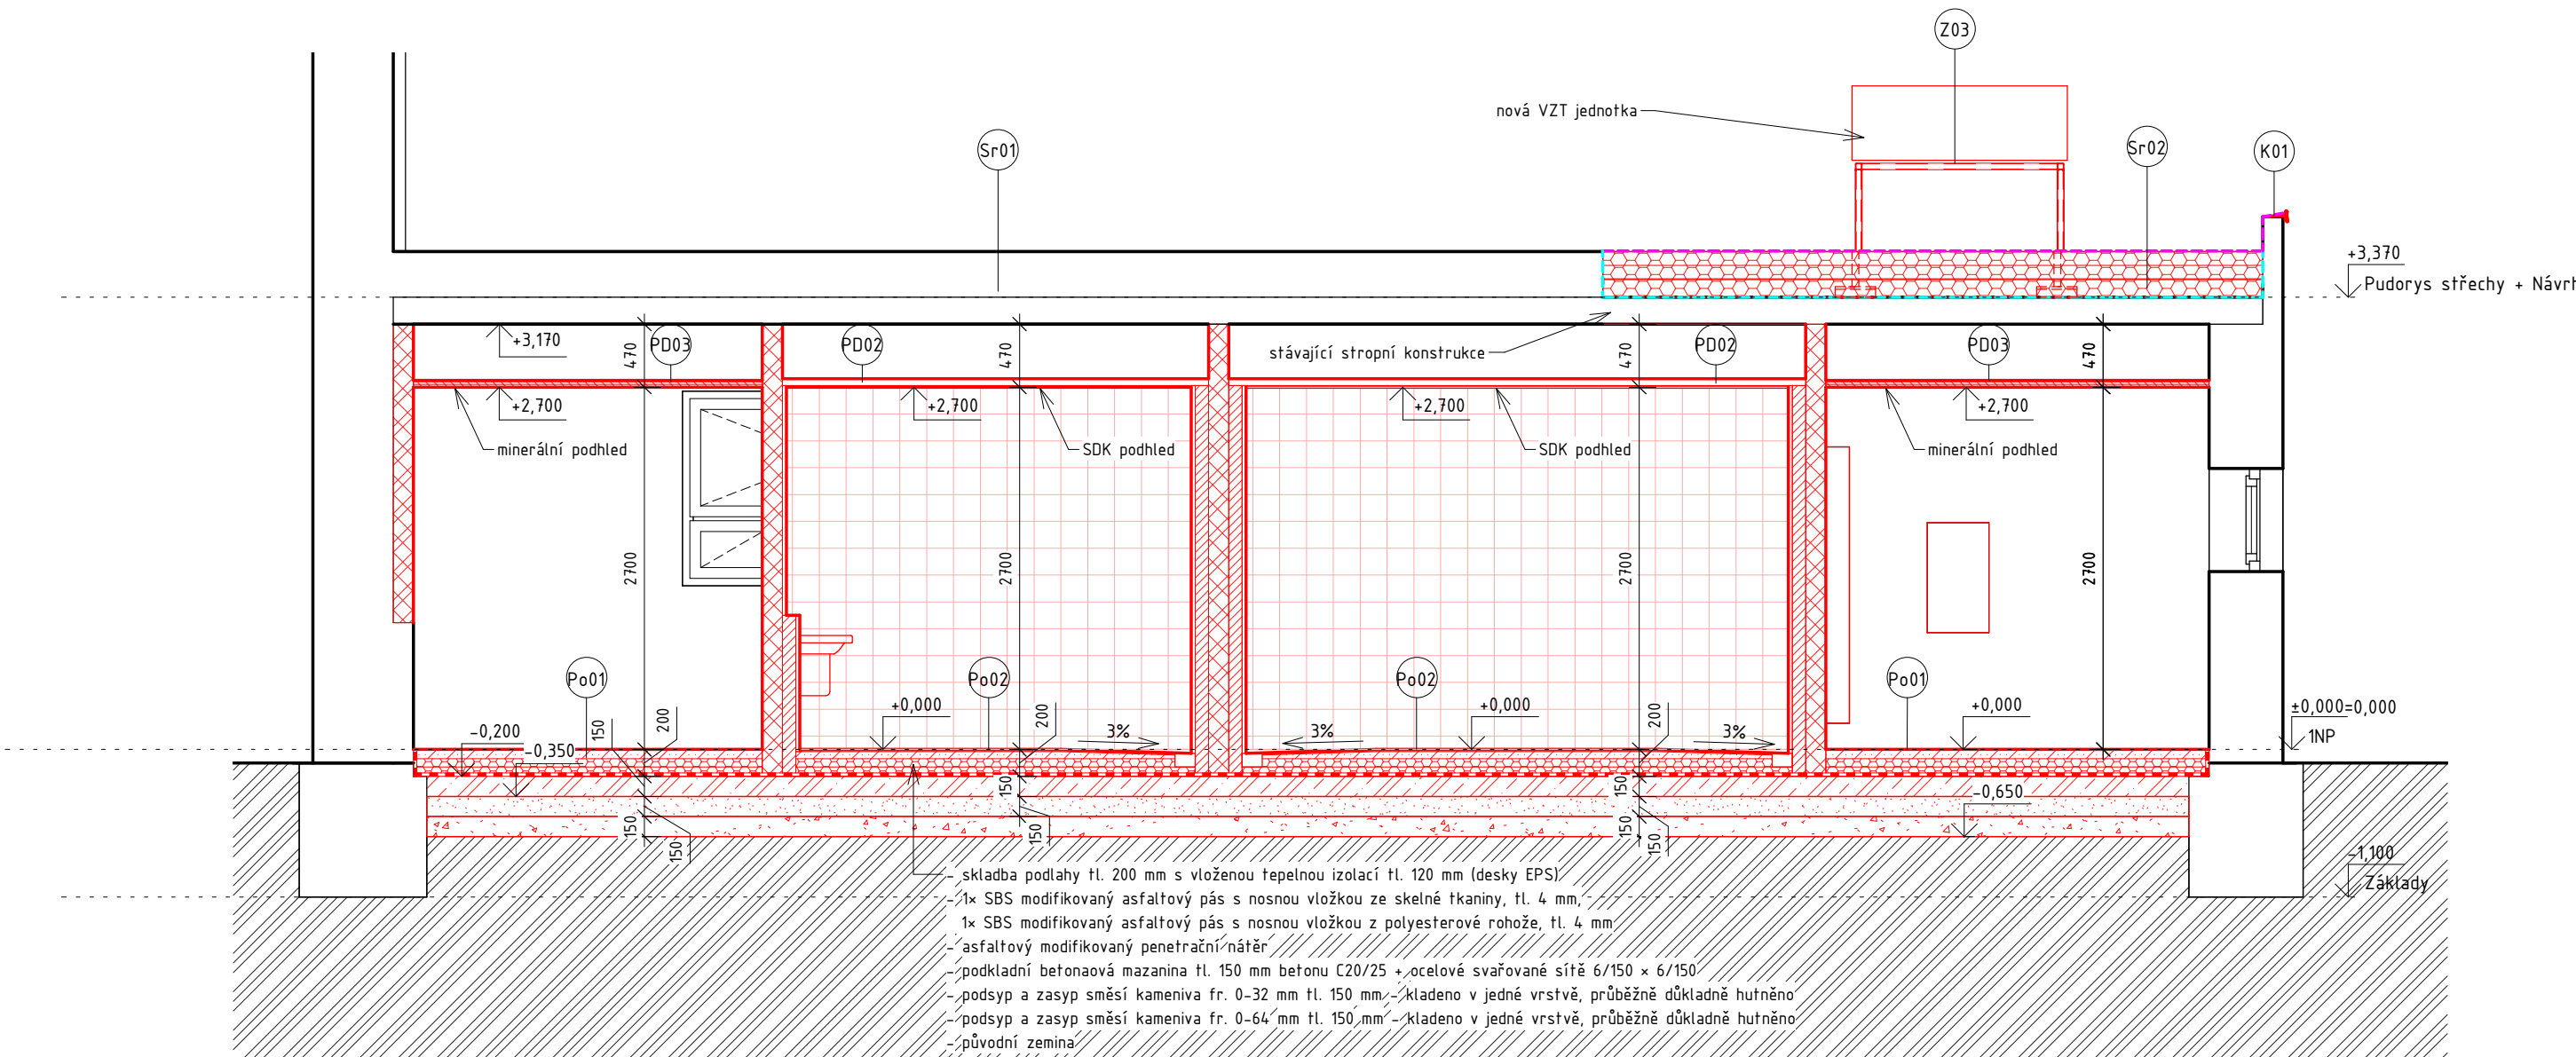 Z03
nová VZT jednotka
Sr01
Sr02
K01
+3,370
Pudorys střechy + Návrh
+3,170
PD03
470
PD02
470
stávající stropní konstrukce
470
PD02
PD03
470
+2,700
+2,700
+2,700
+2,700
minerální podhled
SDK podhled
SDK podhled
minerální podhled
2700
2700
2700
2700
Po01
Po02
Po02
Po01
-0,200
-0,350
150
200
+0,000
200
3%
3%
+0,000
3%
200
+0,000
±0,000=0,000
1NP
150
150
150
150
150
150
150
-0,650
-1,100
Základy
- skladba podlahy tl. 200 mm s vloženou tepelnou izolací tl. 120 mm (desky EPS)
- 1× SBS modifikovaný asfaltový pás s nosnou vložkou ze skelné tkaniny, tl. 4 mm,
1× SBS modifikovaný asfaltový pás s nosnou vložkou z polyesterové rohože, tl. 4 mm
- asfaltový modifikovaný penetrační nátěr
- podkladní betonaová mazanina tl. 150 mm betonu C20/25 + ocelové svařované sítě 6/150 × 6/150
- podsyp a zasyp směsí kameniva fr. 0-32 mm tl. 150 mm - kladeno v jedné vrstvě, průběžně důkladně hutněno
- podsyp a zasyp směsí kameniva fr. 0-64 mm tl. 150 mm - kladeno v jedné vrstvě, průběžně důkladně hutněno
- původní zemina